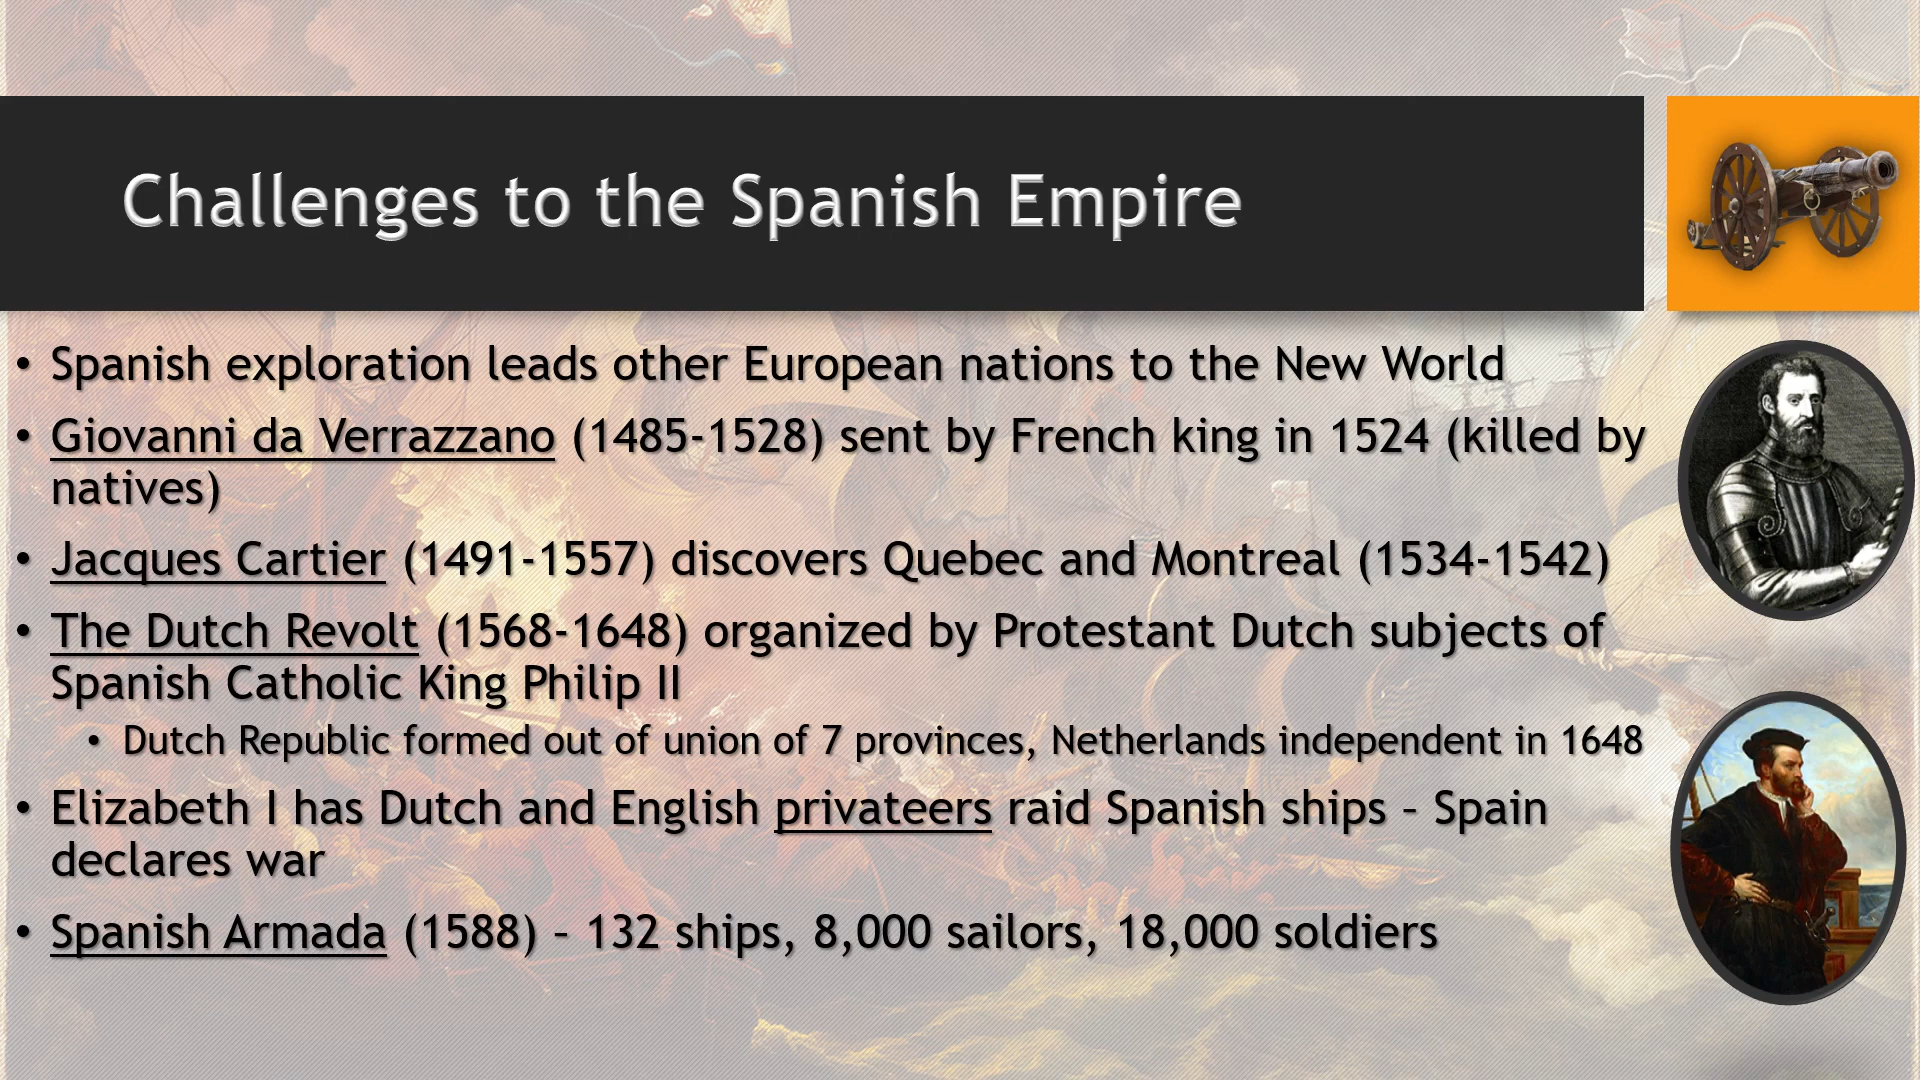 Challenges to the Spanish Empire
• Spanish exploration leads other European nations to the New World
• Giovanni da Verrazzano (1485-1528) sent by French king in 1524 (killed by
natives)
• Jacques Cartier (1491-1557) discovers Quebec and Montreal (1534-1542)
• The Dutch Revolt (1568-1648) organized by Protestant Dutch subjects of
Spanish Catholic King Philip II
• Dutch Republic formed out of union of 7 provinces, Netherlands independent in 1648
• Elizabeth I has Dutch and English privateers raid Spanish ships – Spain
declares war
• Spanish Armada (1588) – 132 ships, 8,000 sailors, 18,000 soldiers